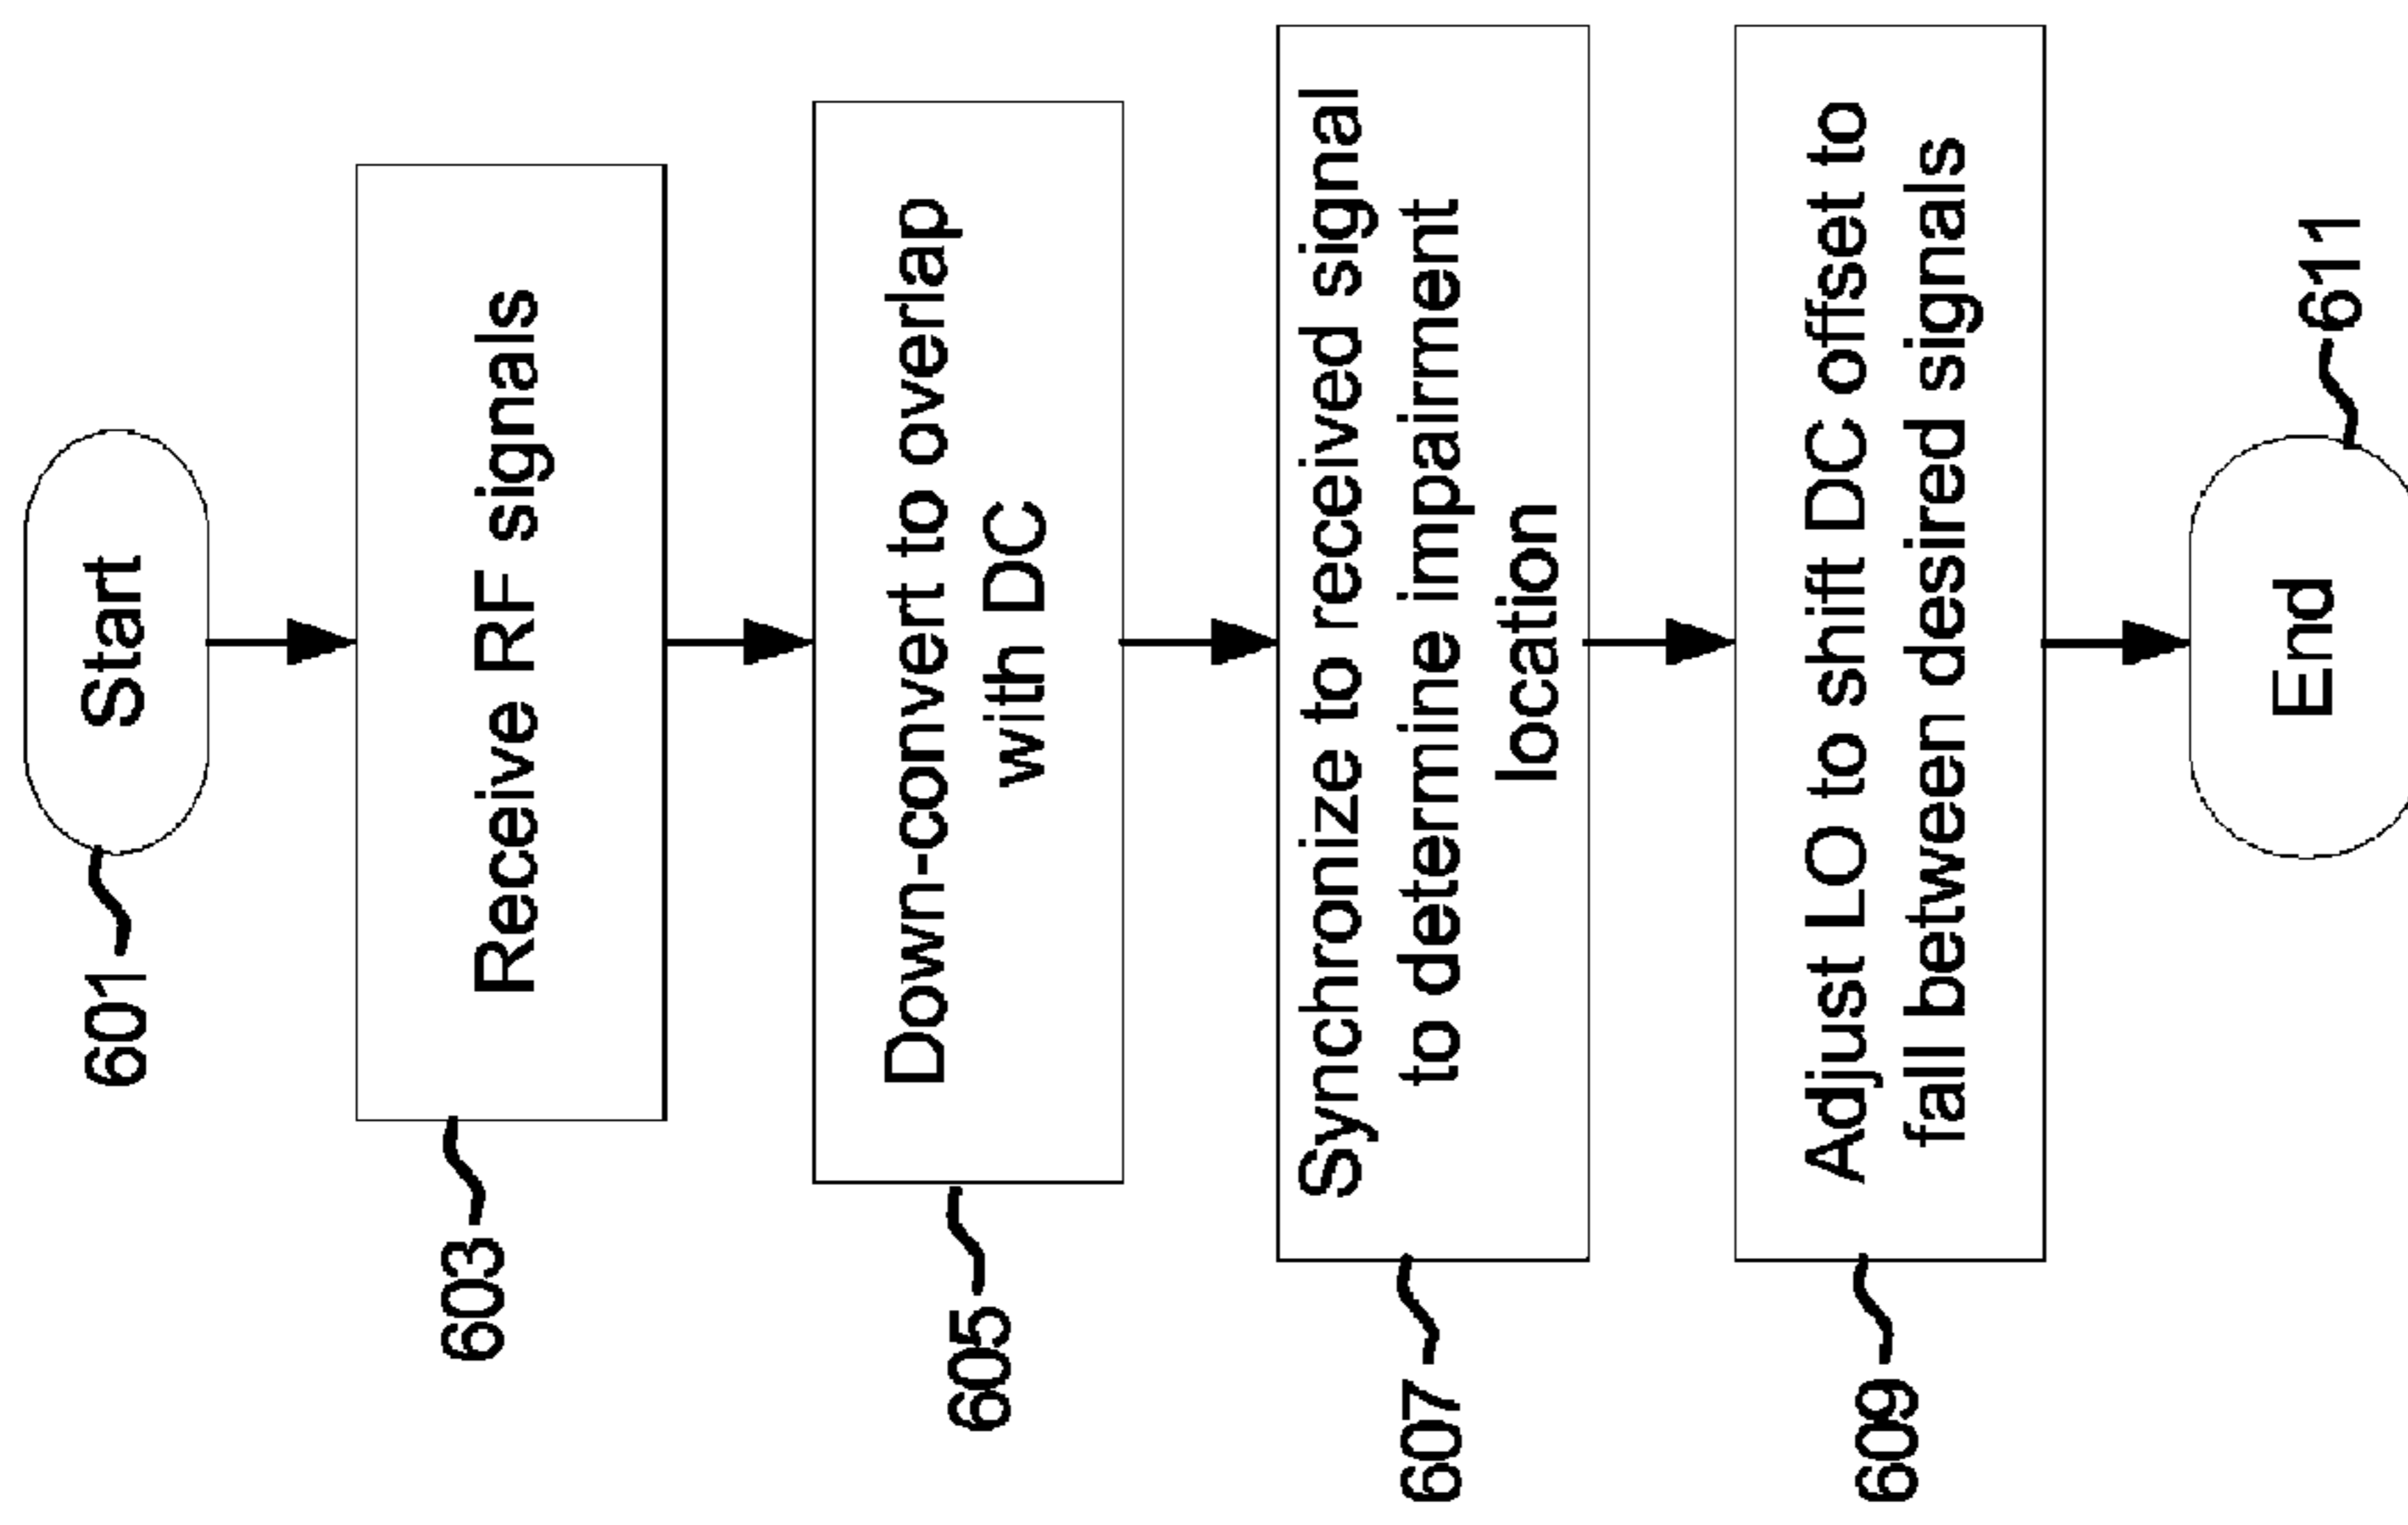 601
Start
603
Receive RF signals
605
Down-convert to overlap
with DC
607
Synchronize to received signal
to determine impairment
location
609
Adjust LO to shift DC offset to
fall between desired signals
End
611